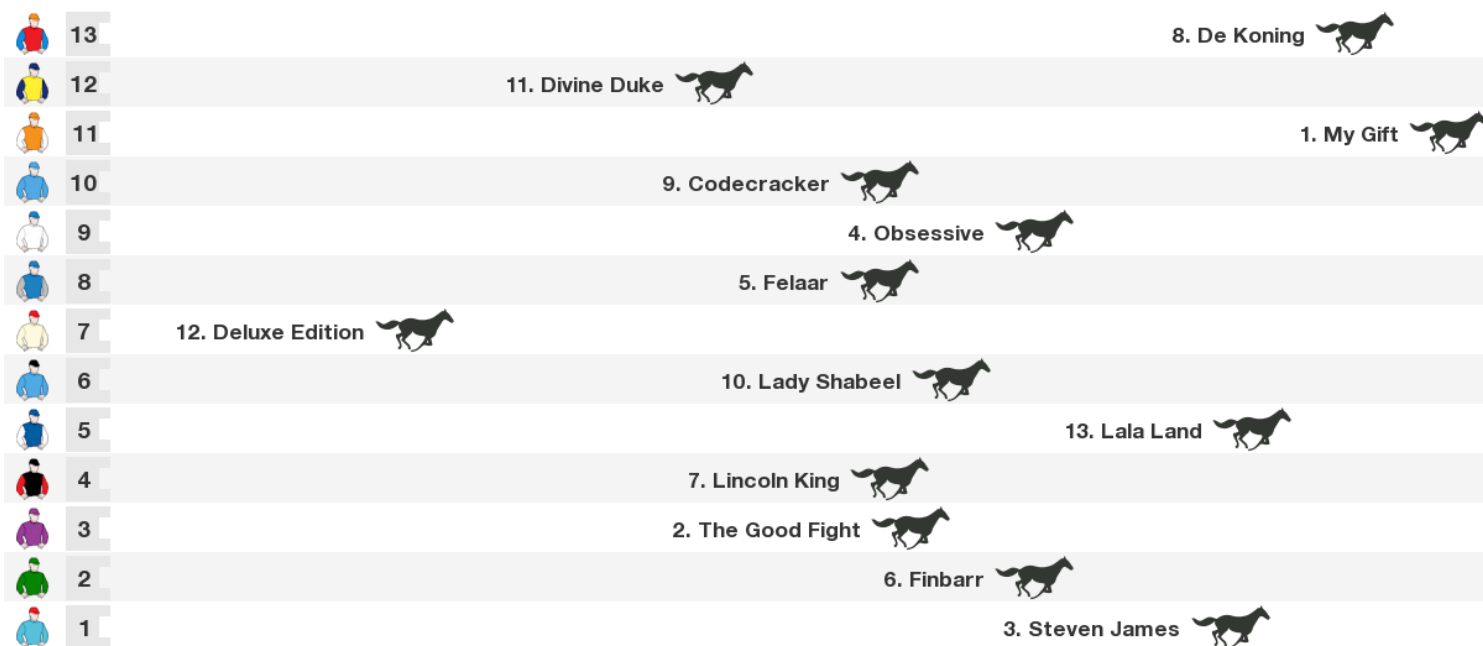 13 8. De Koning
12 11. Divine Duke
11 1. My Gift
10 9. Codecracker
9 4. Obsessive
8 5. Felaar
7 12. Deluxe Edition
6 10. Lady Shabeel
5 13. Lala Land
4 7. Lincoln King
3 2. The Good Fight
2 6. Finbarr
1 3. Steven James